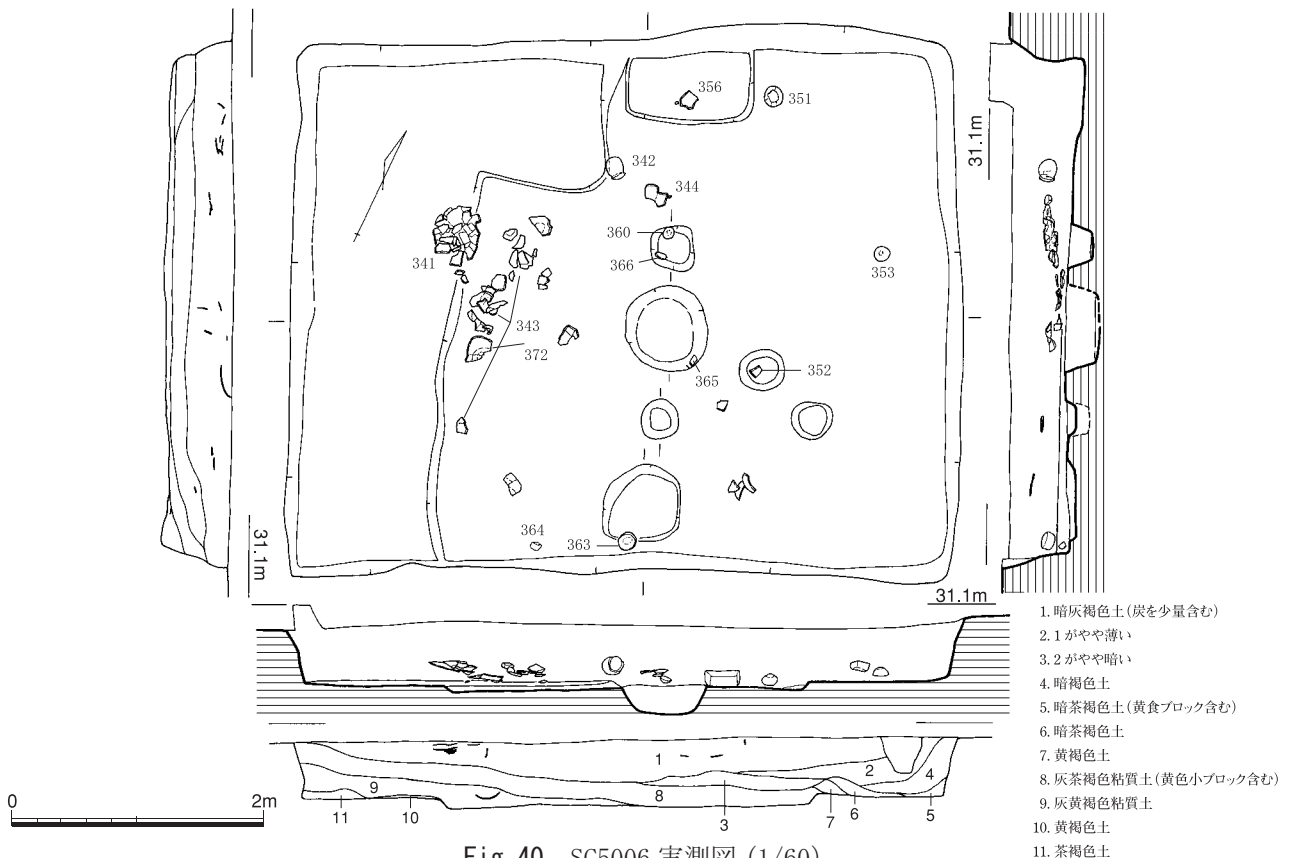 356
351
31.1m
342
344
360
366
341
353
343
372
365
352
364
363
31.1m
31.1m
1. 暗灰褐色土（炭を少量含む）
2. 1がやや薄い
3. 2がやや暗い
4. 暗褐色土
5. 暗茶褐色土（黄食ブロック含む）
6. 暗茶褐色土
7. 黄褐色土
8. 灰茶褐色粘質土（黄色小ブロック含む）
9. 灰黄褐色粘質土
10. 黄褐色土
11. 茶褐色土
1
2
4
9
8
11
10
3
7
6
5
0
2m
Fig. 40 SC5006 実測図 (1/60)